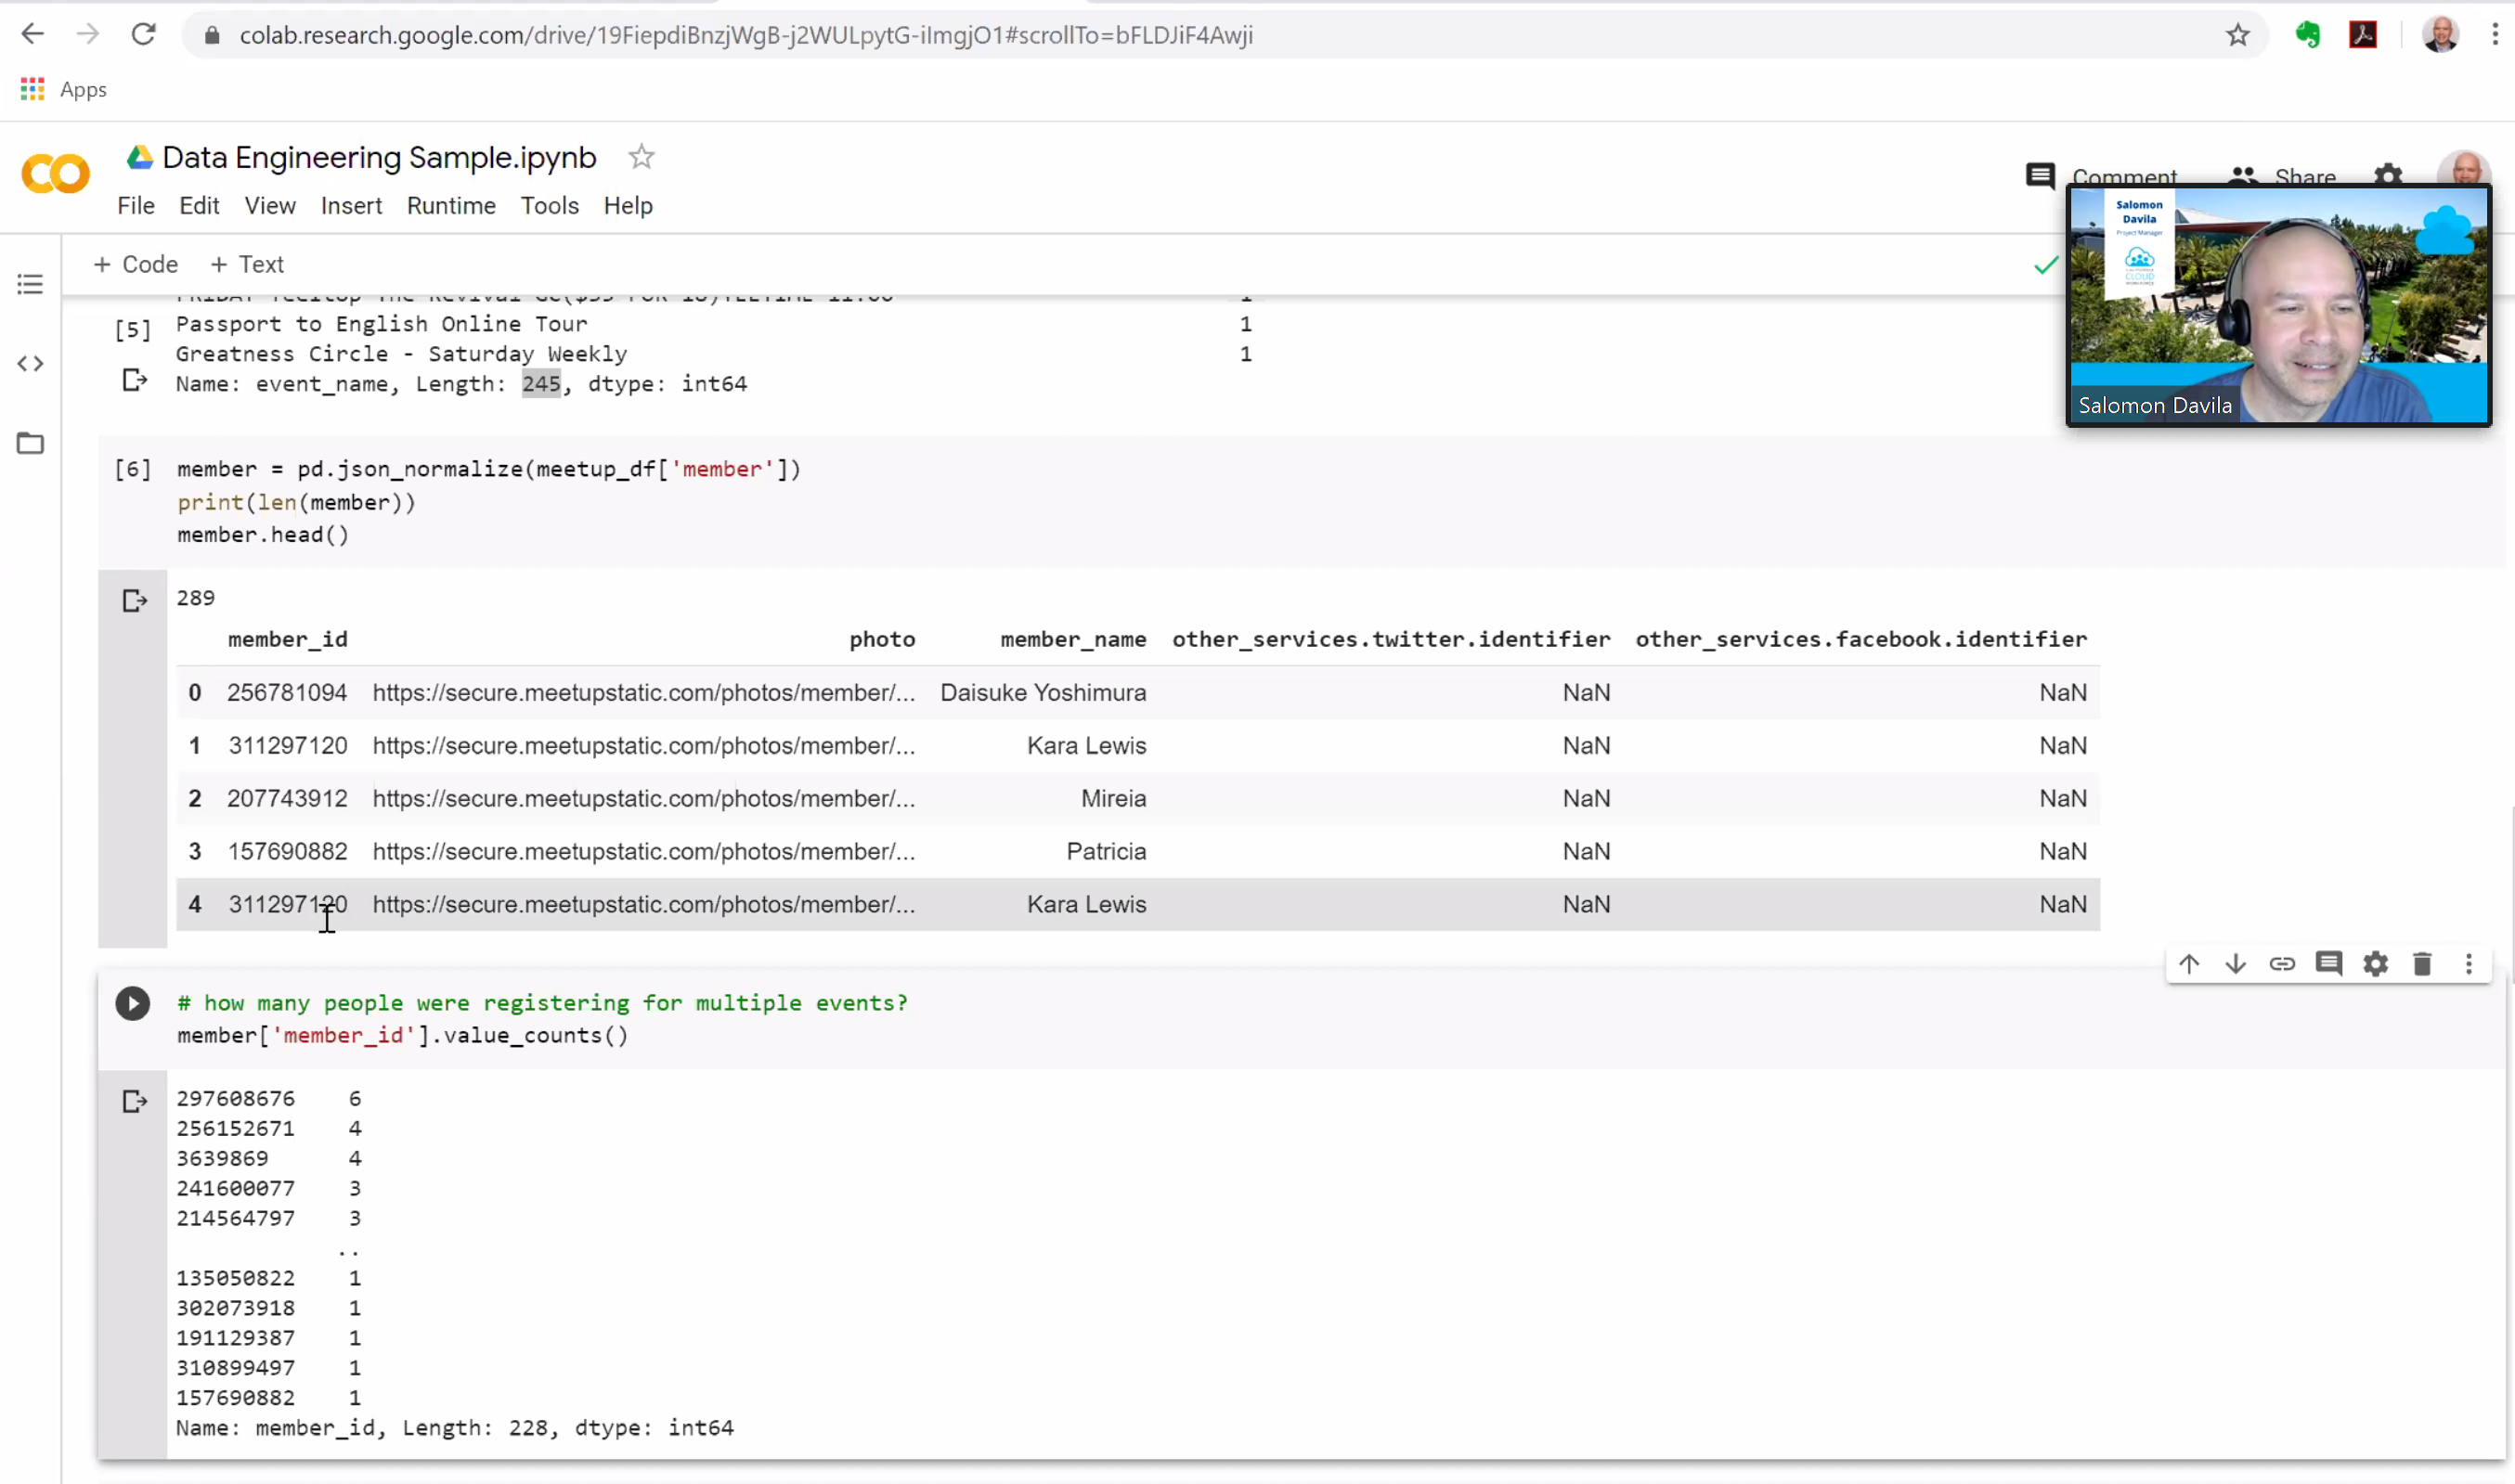 colab.research.google.com/drive/19FiepdiBnzjWgB-j2WULpytG-iImgjO1#scrollTo=bFLDJiF4Awji
Apps
Data Engineering Sample.ipynb
Comment
Share
File Edit View Insert Runtime Tools Help
Salomon
Davila
Project Manager
CLOUD
Salomon Davila
+ Code + Text
1
[5] Passport to English Online Tour 1
Greatness Circle - Saturday Weekly 1
Name: event_name, Length: 245, dtype: int64
[6] member = pd.json_normalize(meetup_df['member'])
print(len(member))
member.head()
289
member_id photo member_name other_services.twitter.identifier other_services.facebook.identifier
0 256781094 https://secure.meetupstatic.com/photos/member/... Daisuke Yoshimura NaN NaN
1 311297120 https://secure.meetupstatic.com/photos/member/... Kara Lewis NaN NaN
2 207743912 https://secure.meetupstatic.com/photos/member/... Mireia NaN NaN
3 157690882 https://secure.meetupstatic.com/photos/member/... Patricia NaN NaN
4 311297120 https://secure.meetupstatic.com/photos/member/... Kara Lewis NaN NaN
# how many people were registering for multiple events?
member['member_id'].value_counts()
297608676 6
256152671 4
3639869 4
241600077 3
214564797 3
..
135050822 1
302073918 1
191129387 1
310899497 1
157690882 1
Name: member_id, Length: 228, dtype: int64